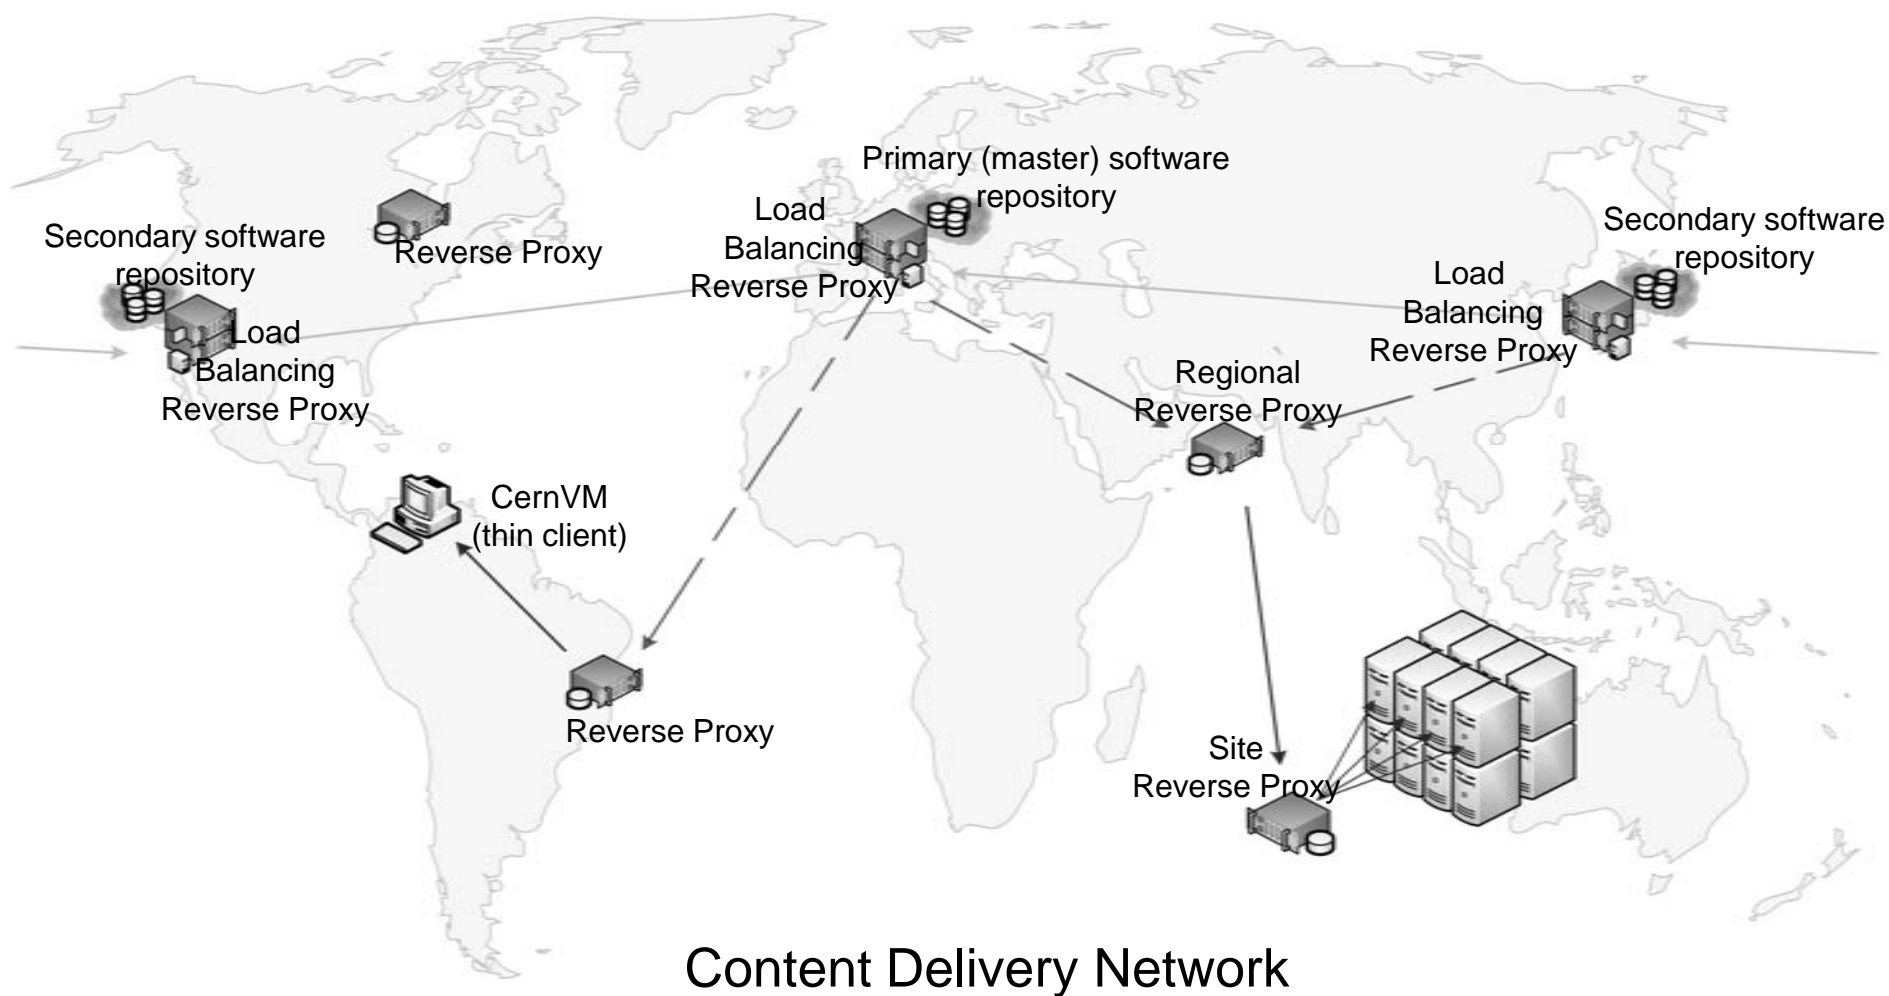 Primary (master) software
repository
Load
Balancing
Reverse Proxy
Secondary software
repository
Reverse Proxy
Load
Balancing
Reverse Proxy
Secondary software
repository
Load
Balancing
Reverse Proxy
Regional
Reverse Proxy
CernVM
(thin client)
Reverse Proxy
Site
Reverse Proxy
Content Delivery Network